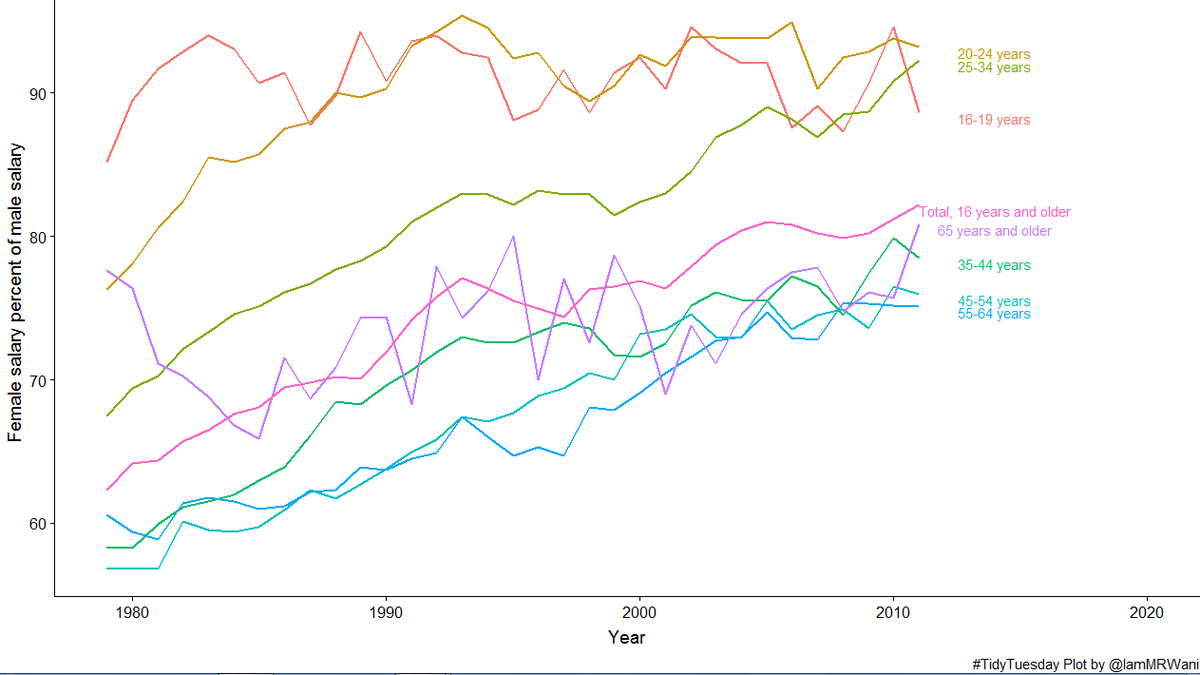 Female salary percent of male salary
90
80
70
60
20-24 years
25-34 years
16-19 years
Total, 16 years and older
65 years and older
35-44 years
45-54 years
55-64 years
1980 1990 2000 2010 2020
Year
#TidyTuesday Plot by @IamMRWani